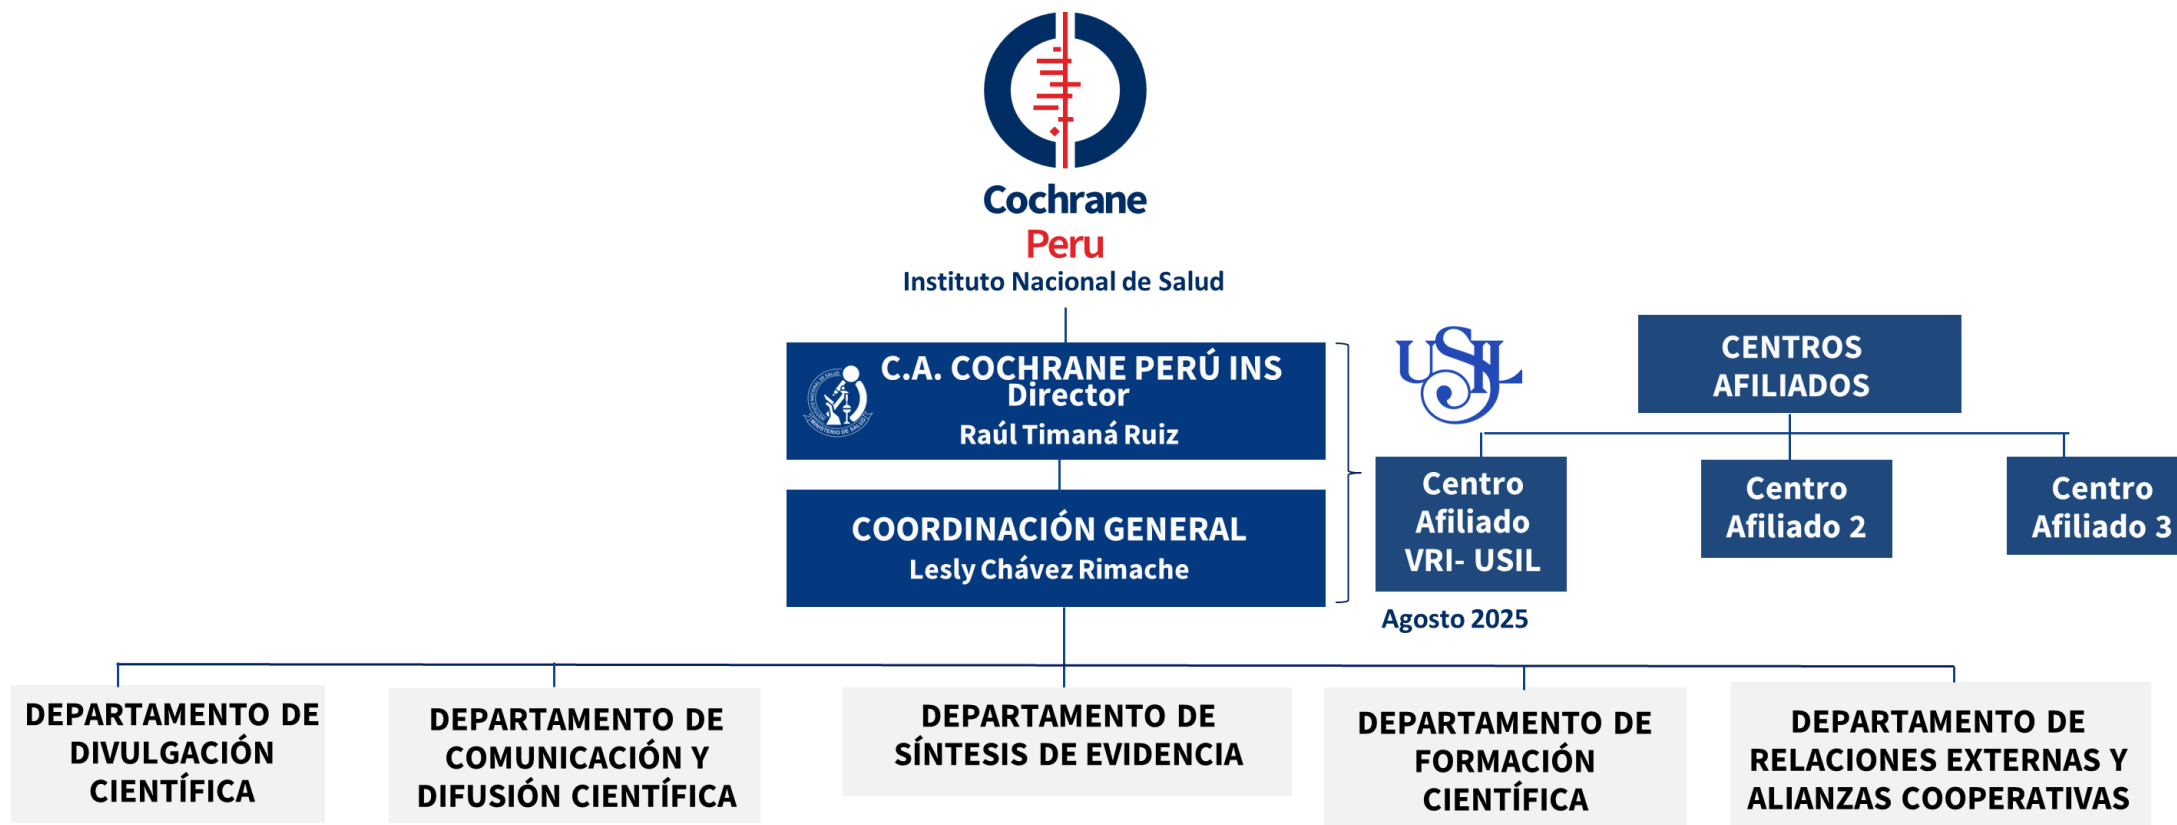 Cochrane
Peru
Instituto Nacional de Salud
C.A. COCHRANE PERÚ INS
Director
Raúl Timaná Ruiz
COORDINACIÓN GENERAL
Lesly Chávez Rimache
USIL
CENTROS
AFILIADOS
Centro
Afiliado
VRI- USIL
Agosto 2025
Centro
Afiliado 2
Centro
Afiliado 3
DEPARTAMENTO DE
DIVULGACIÓN
CIENTÍFICA
DEPARTAMENTO DE
COMUNICACIÓN Y
DIFUSIÓN CIENTÍFICA
DEPARTAMENTO DE
SÍNTESIS DE EVIDENCIA
DEPARTAMENTO DE
FORMACIÓN
CIENTÍFICA
DEPARTAMENTO DE
RELACIONES EXTERNAS Y
ALIANZAS COOPERATIVAS